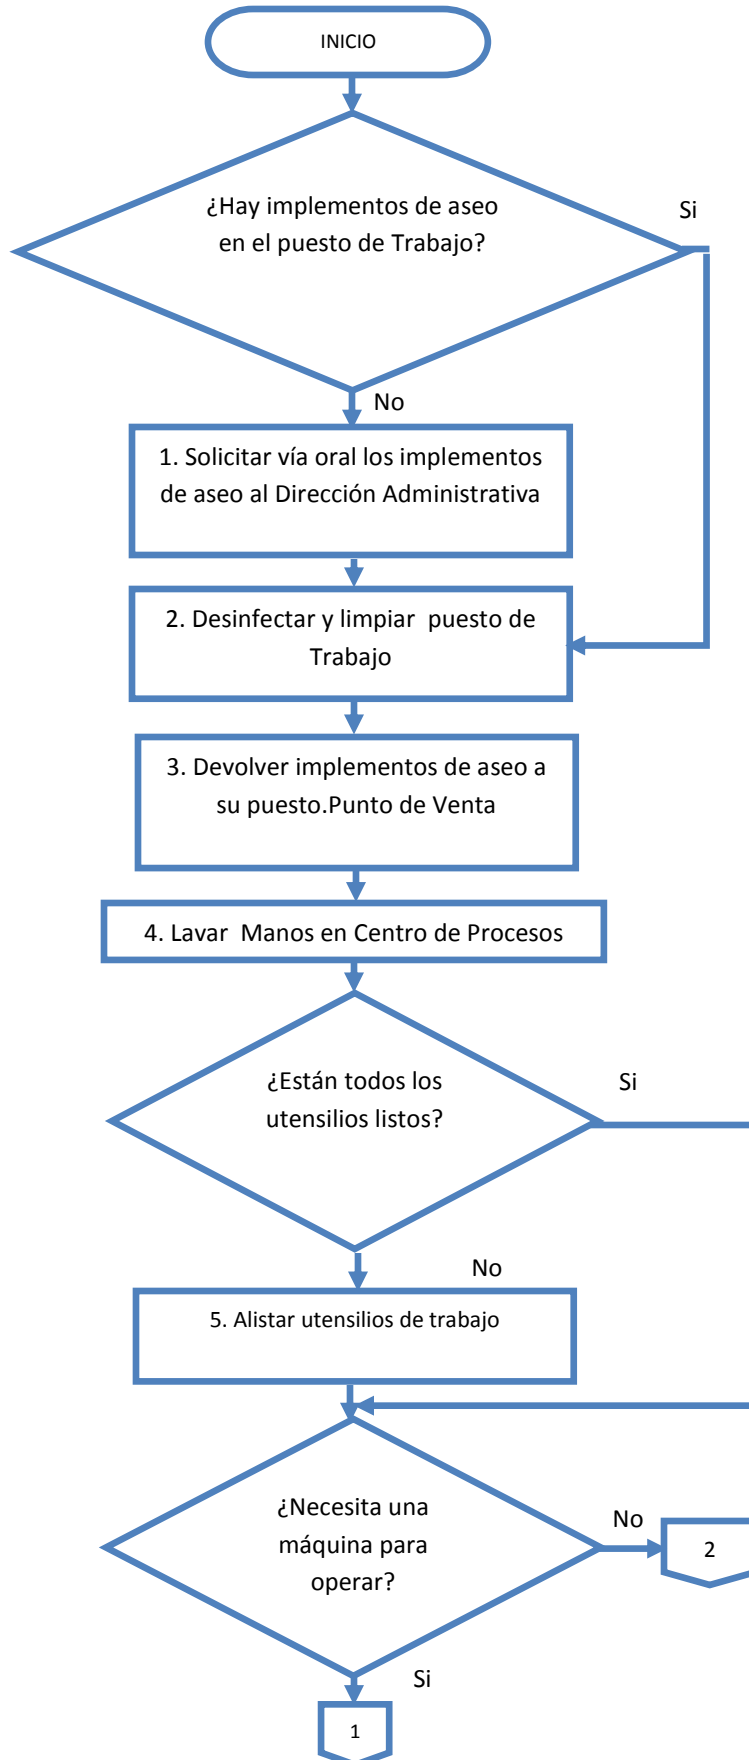 INICIO
¿Hay implementos de aseo
en el puesto de Trabajo?
Si
No
1. Solicitar vía oral los implementos
de aseo al Dirección Administrativa
2. Desinfectar y limpiar  puesto de
Trabajo
3. Devolver implementos de aseo a
su puesto.Punto de Venta
4. Lavar  Manos en Centro de Procesos
¿Están todos los
utensilios listos?
Si
No
5. Alistar utensilios de trabajo
¿Necesita una
máquina para
operar?
No
2
Si
1